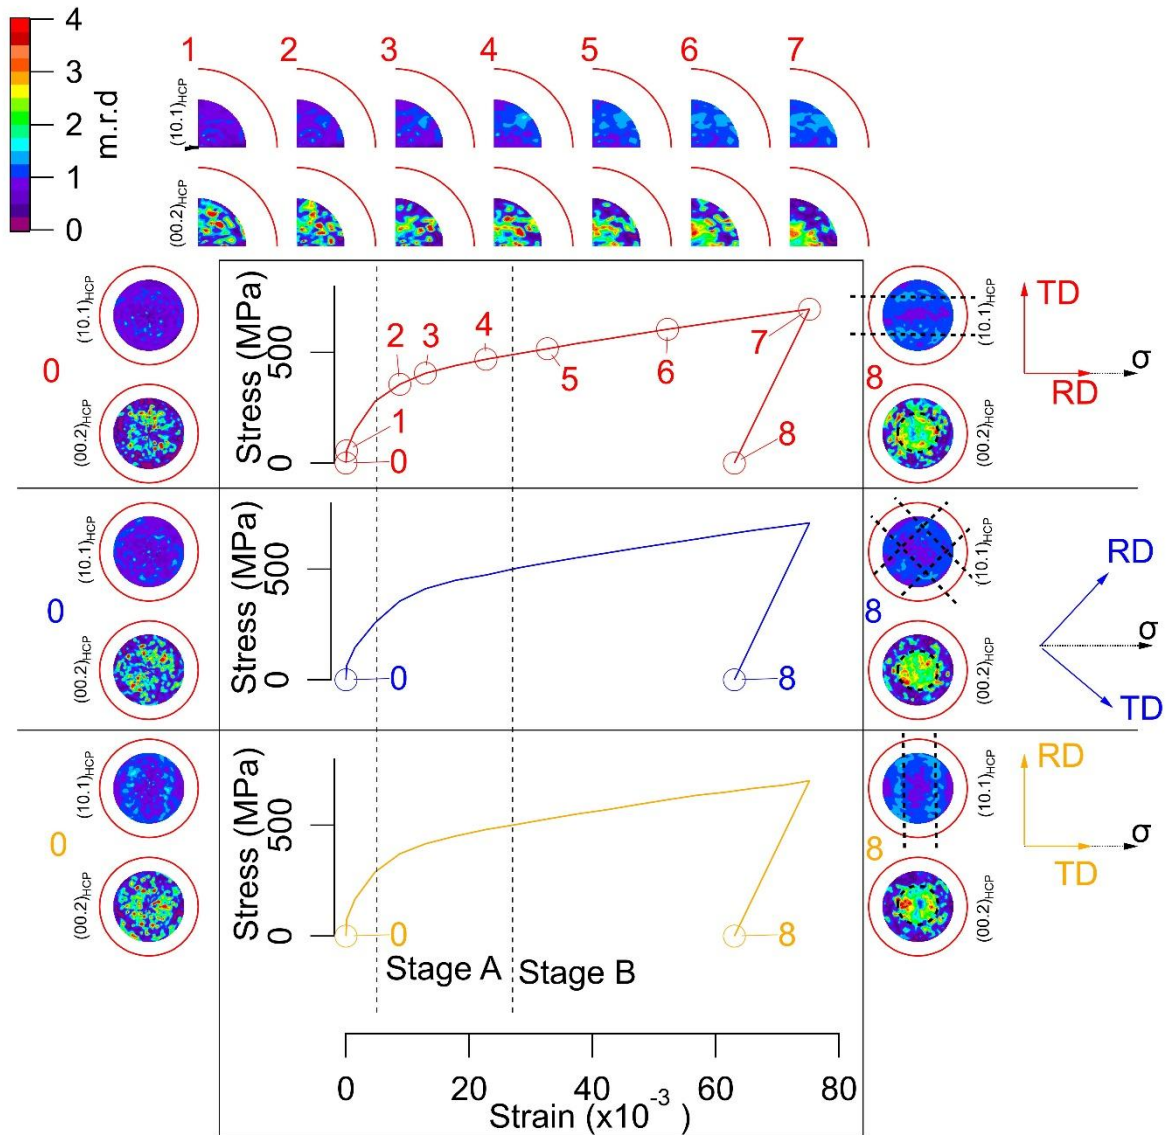 4
3
2
1
0
m.r.d
1 2 3 4 5 6 7
(10.1)HCP
(00.2)HCP
(10.1)HCP
0
(00.2)HCP
Stress (MPa)
500
0
0
1
2
3
4
5
6
7
8
(10.1)HCP
8
(00.2)HCP
TD
RD
σ
(10.1)HCP
0
(00.2)HCP
Stress (MPa)
500
0
0
8
(10.1)HCP
8
(00.2)HCP
RD
σ
TD
(10.1)HCP
0
(00.2)HCP
Stress (MPa)
500
0
0
8
(10.1)HCP
8
(00.2)HCP
RD
σ
TD
Stage A
Stage B
0 20 40 60 80
Strain (x10⁻³ )